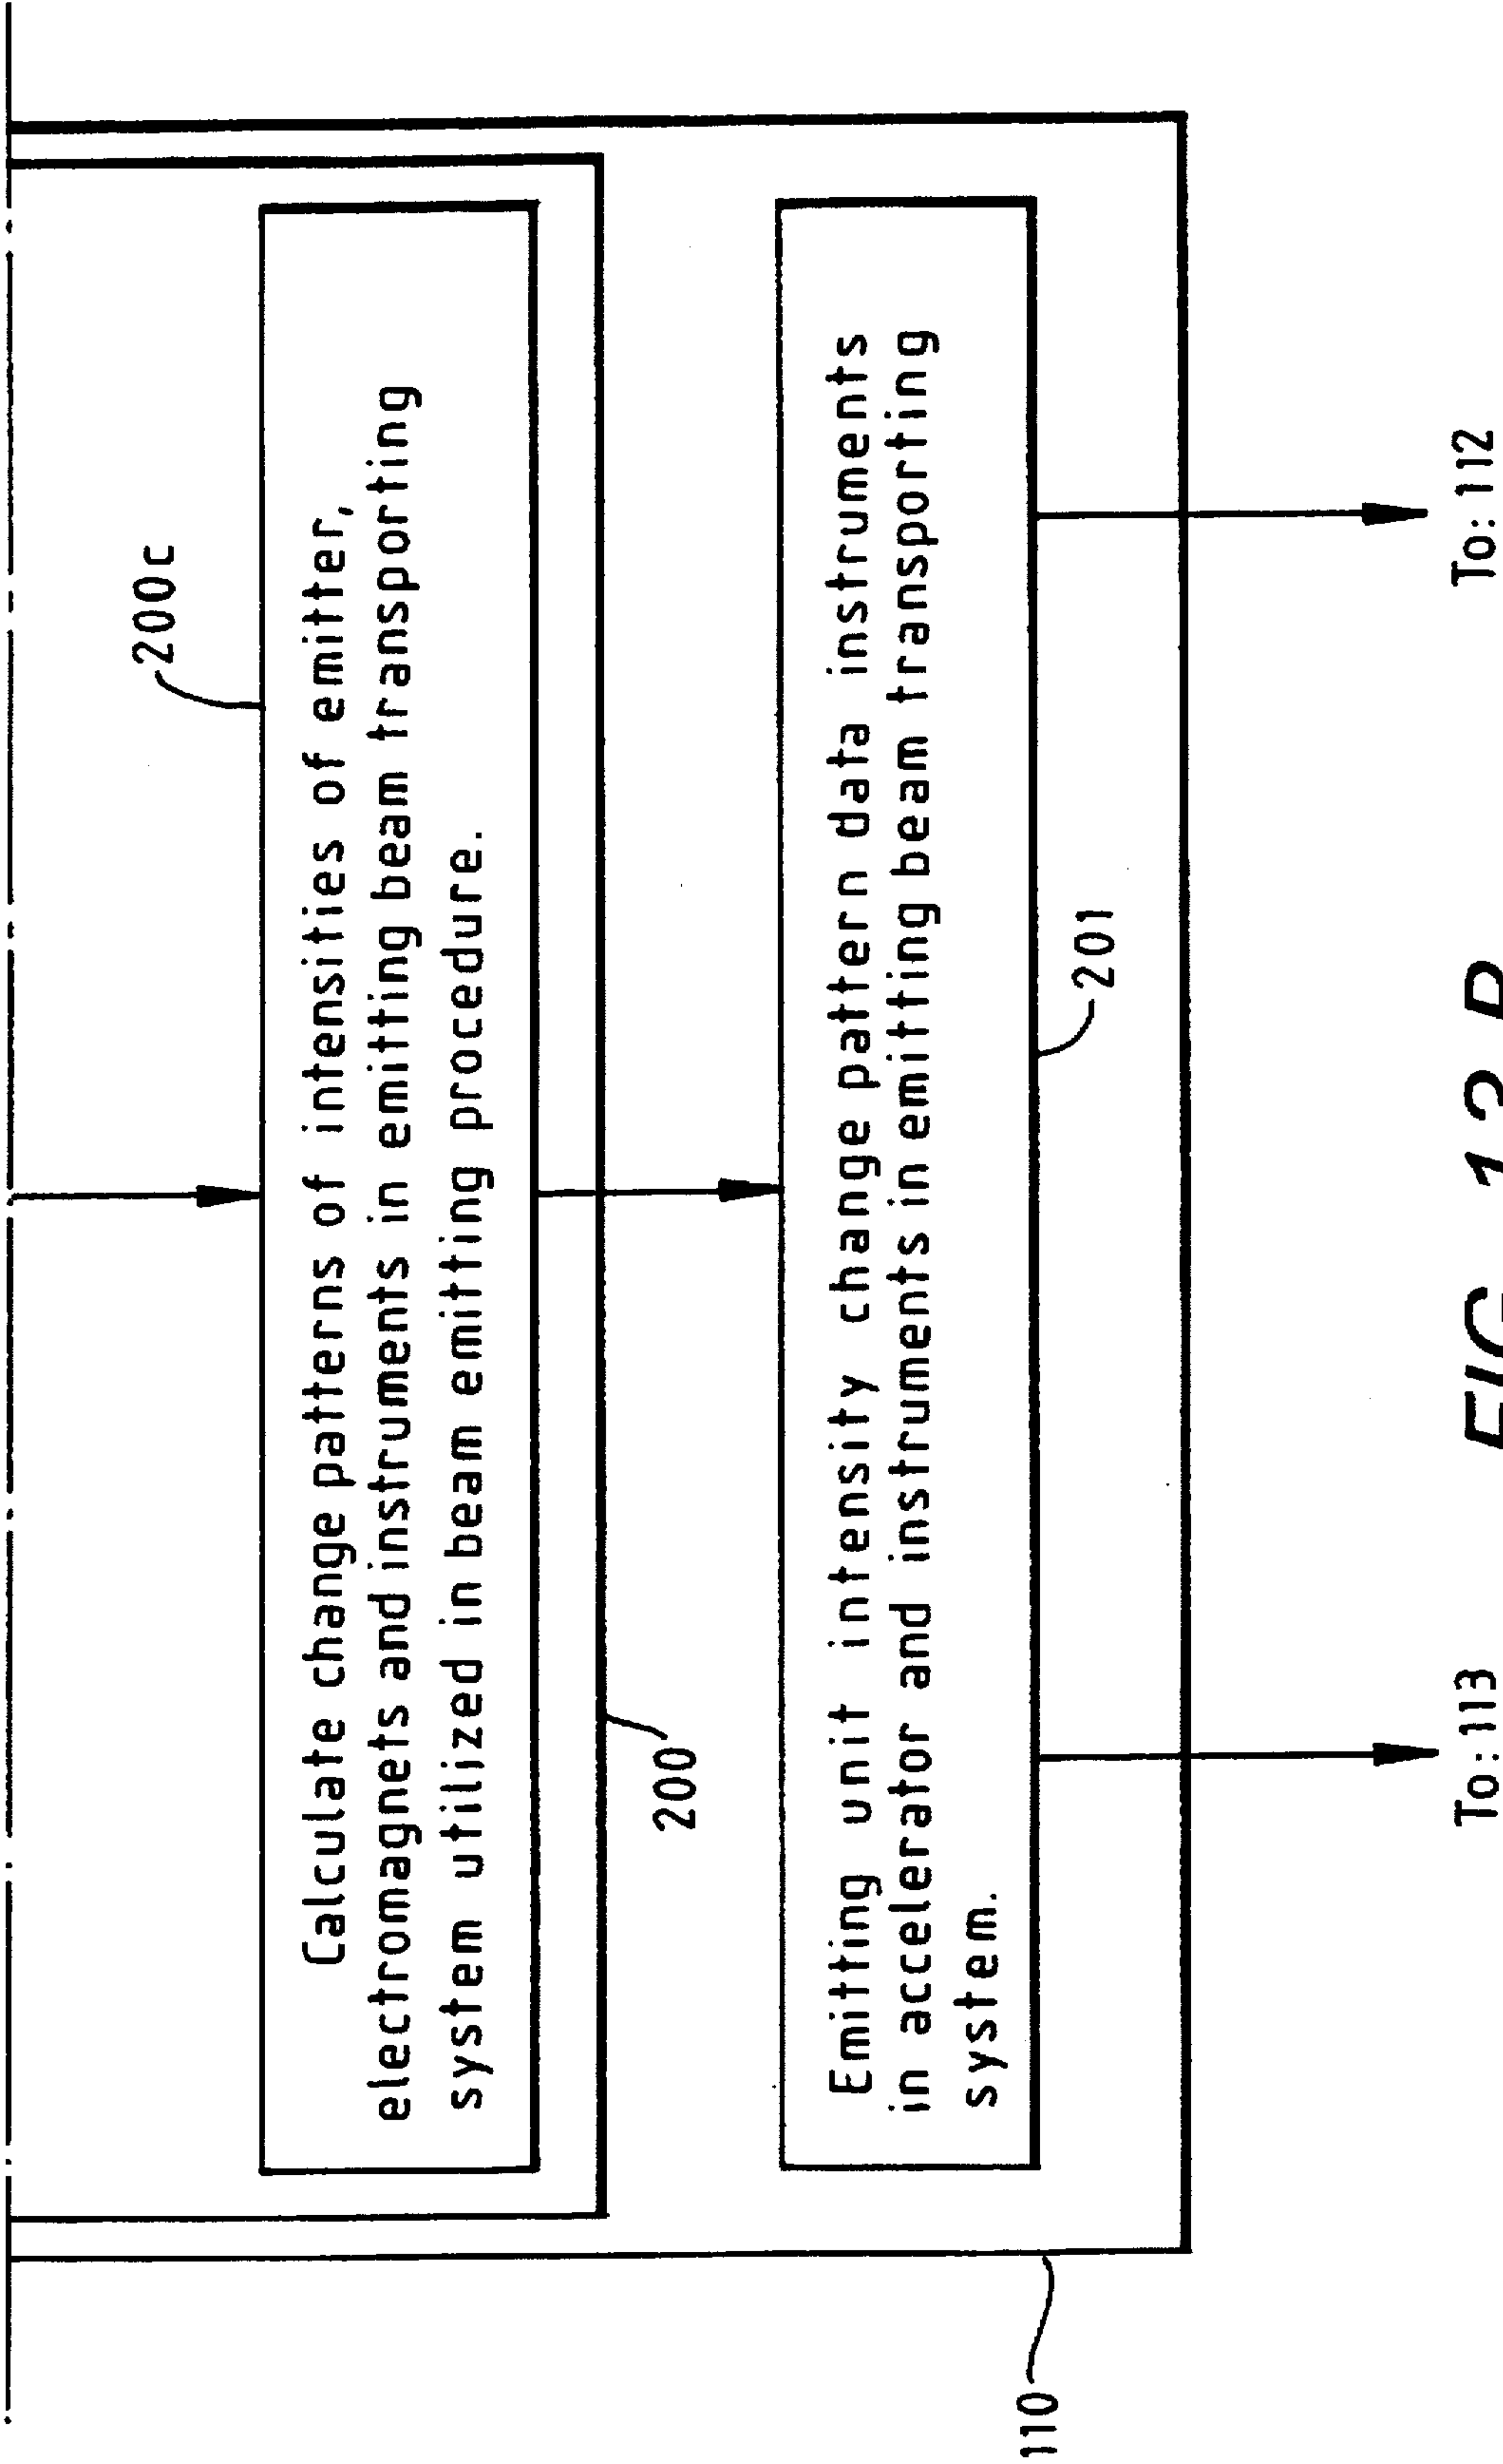 200c
Calculate change patterns of intensities of emitter,
electromagnets and instruments in emitting beam transporting
system utilized in beam emitting procedure.
200
Emitting unit intensity change pattern data instruments
in accelerator and instruments in emitting beam transporting
system.
201
110
To: 113
To: 112
FIG. 12B